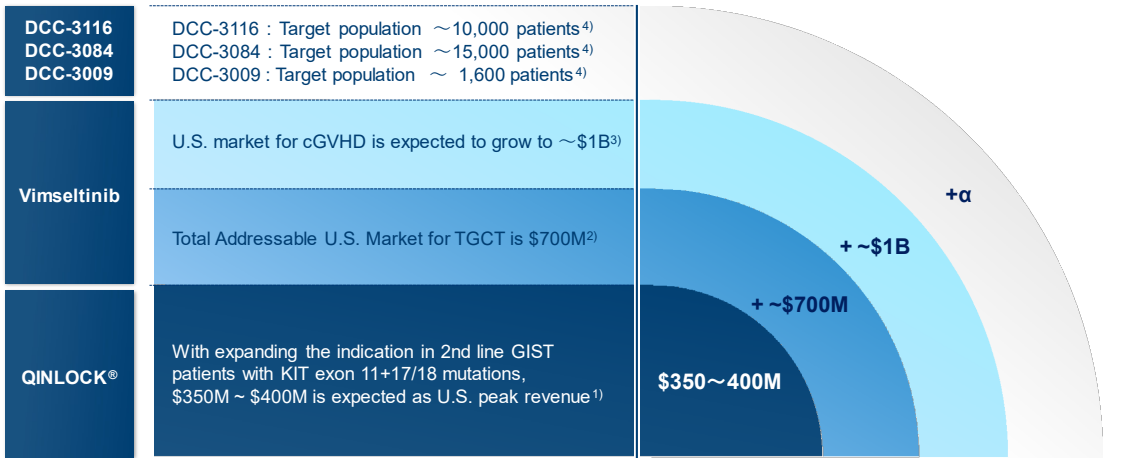 DCC-3116
DCC-3084
DCC-3009
DCC-3116 : Target population ~10,000 patients4)
DCC-3084 : Target population ~15,000 patients4)
DCC-3009 : Target population ~ 1,600 patients4)
Vimseltinib
U.S. market for cGVHD is expected to grow to ~$1B3)
Total Addressable U.S. Market for TGCT is $700M2)
QINLOCK®
With expanding the indication in 2nd line GIST
patients with KIT exon 11+17/18 mutations,
$350M ~ $400M is expected as U.S. peak revenue1)
+α
+ ~$1B
+ ~$700M
$350~400M